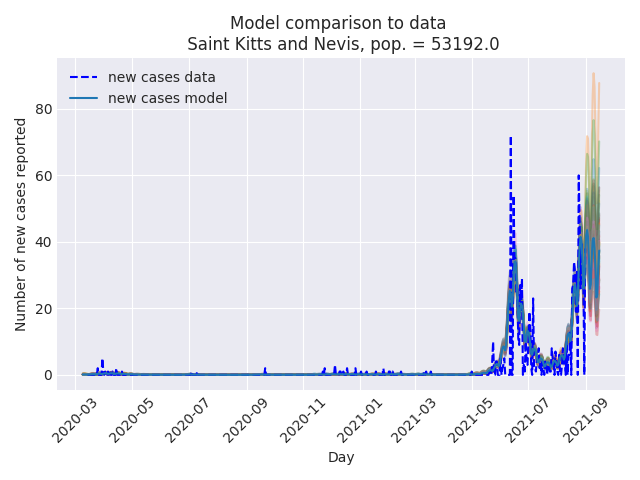 Model comparison to data
Saint Kitts and Nevis, pop. = 53192.0
new cases data
new cases model
Number of new cases reported
80
60
40
20
0
2020-03
2020-05
2020-07
2020-09
2020-11
2021-01
2021-03
2021-05
2021-07
2021-09
Day